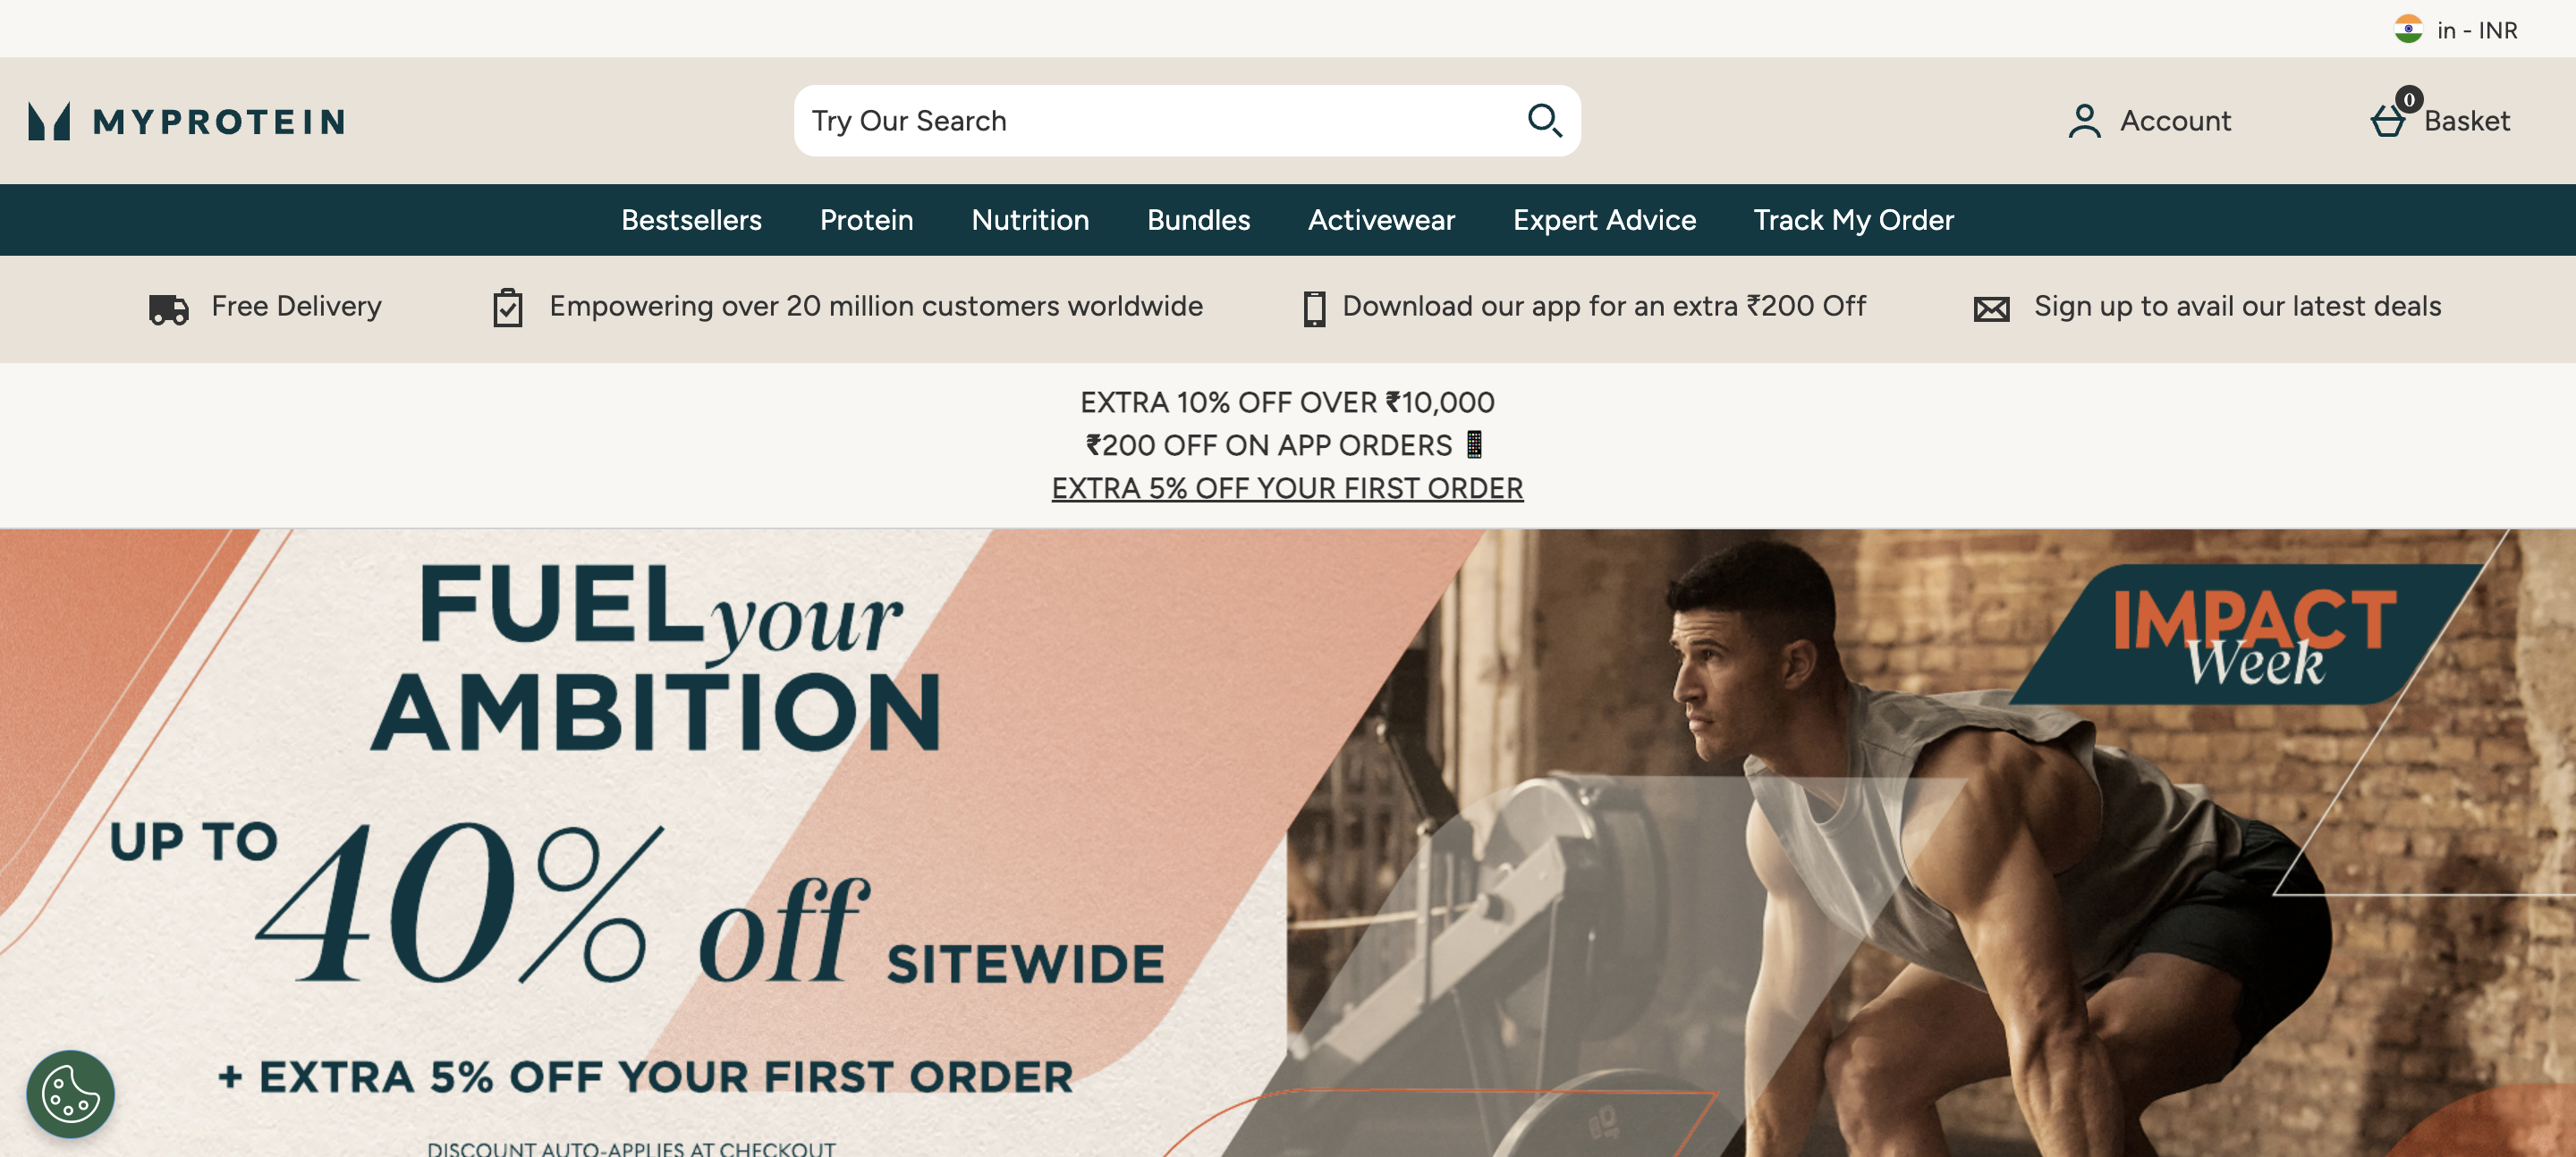 in - INR
MYPROTEIN
Try Our Search
Account
0
Basket
Bestsellers Protein Nutrition Bundles Activewear Expert Advice Track My Order
Free Delivery
Empowering over 20 million customers worldwide
Download our app for an extra ₹200 Off
Sign up to avail our latest deals
EXTRA 10% OFF OVER ₹10,000
₹200 OFF ON APP ORDERS 📱
EXTRA 5% OFF YOUR FIRST ORDER
FUEL your
AMBITION
UP TO 40% off SITEWIDE
+ EXTRA 5% OFF YOUR FIRST ORDER
DISCOUNT AUTO-APPLIES AT CHECKOUT
IMPACT
Week